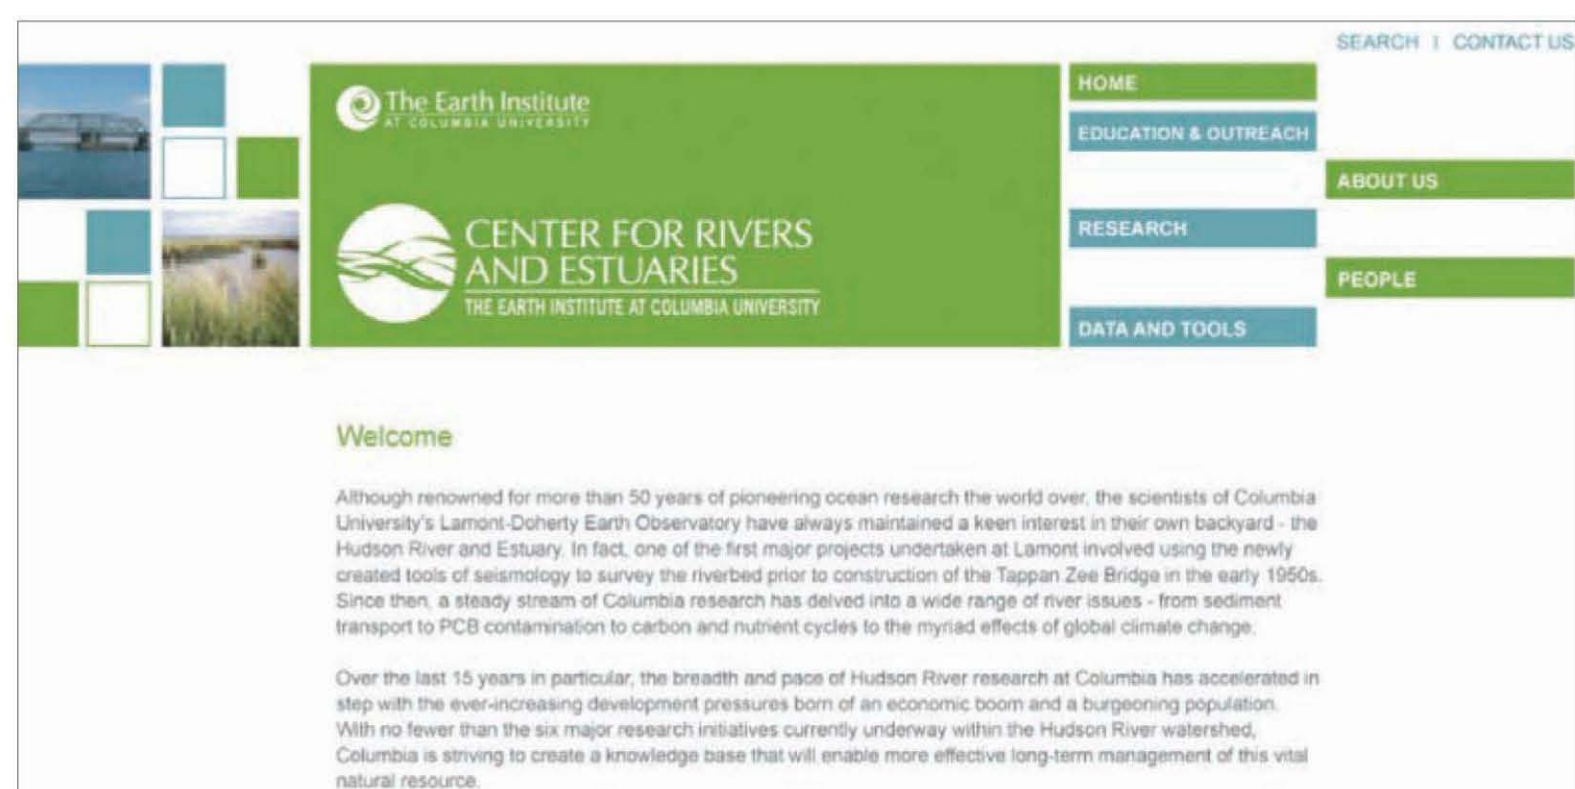 SEARCH | CONTACT US
The Earth Institute
AT COLUMBIA UNIVERSITY
HOME
EDUCATION & OUTREACH
ABOUT US
RESEARCH
PEOPLE
DATA AND TOOLS
CENTER FOR RIVERS
AND ESTUARIES
THE EARTH INSTITUTE AT COLUMBIA UNIVERSITY
Welcome
Although renowned for more than 50 years of pioneering ocean research the world over, the scientists of Columbia
University's Lamont-Doherty Earth Observatory have always maintained a keen interest in their own backyard - the
Hudson River and Estuary. In fact, one of the first major projects undertaken at Lamont involved using the newly
created tools of seismology to survey the riverbed prior to construction of the Tappan Zee Bridge in the early 1950s.
Since then, a steady stream of Columbia research has delved into a wide range of river issues - from sediment
transport to PCB contamination to carbon and nutrient cycles to the myriad effects of global climate change.
Over the last 15 years in particular, the breadth and pace of Hudson River research at Columbia has accelerated in
step with the ever-increasing development pressures born of an economic boom and a burgeoning population.
With no fewer than the six major research initiatives currently underway within the Hudson River watershed,
Columbia is striving to create a knowledge base that will enable more effective long-term management of this vital
natural resource.